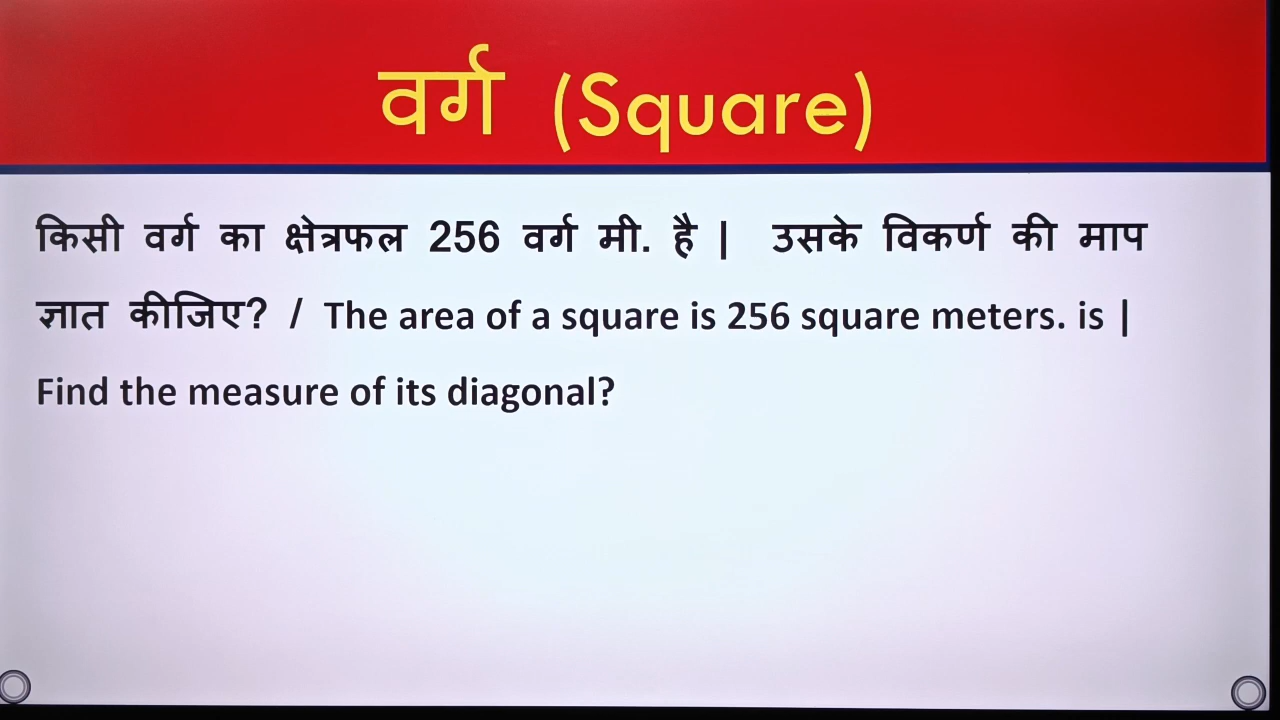 वर्ग (Square)
किसी वर्ग का क्षेत्रफल 256 वर्ग मी. है | उसके विकर्ण की माप
ज्ञात कीजिए? / The area of a square is 256 square meters. is |
Find the measure of its diagonal?